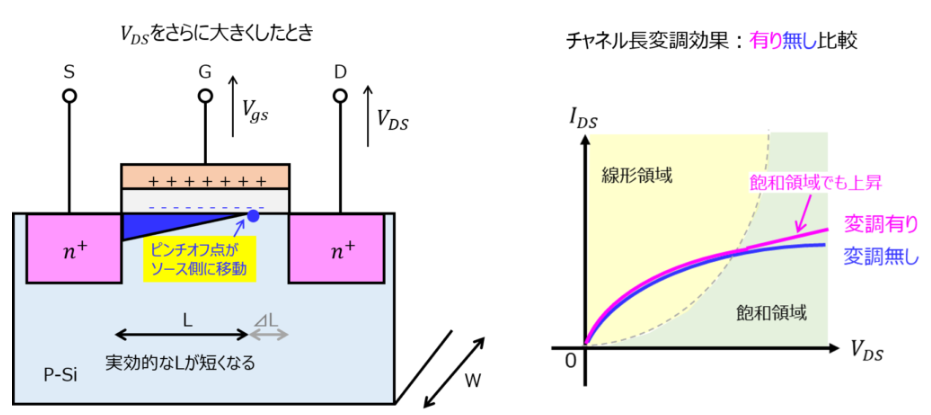 V_DSをさらに大きくしたとき
チャネル長変調効果：有り無し比較
S
G
D
V_gs
V_DS
+ + + + + + +
- - - - - - - -
n⁺
n⁺
ピンチオフ点が
ソース側に移動
L
⊿L
実効的なLが短くなる
P-Si
W
I_DS
線形領域
飽和領域でも上昇
変調有り
変調無し
飽和領域
0
V_DS